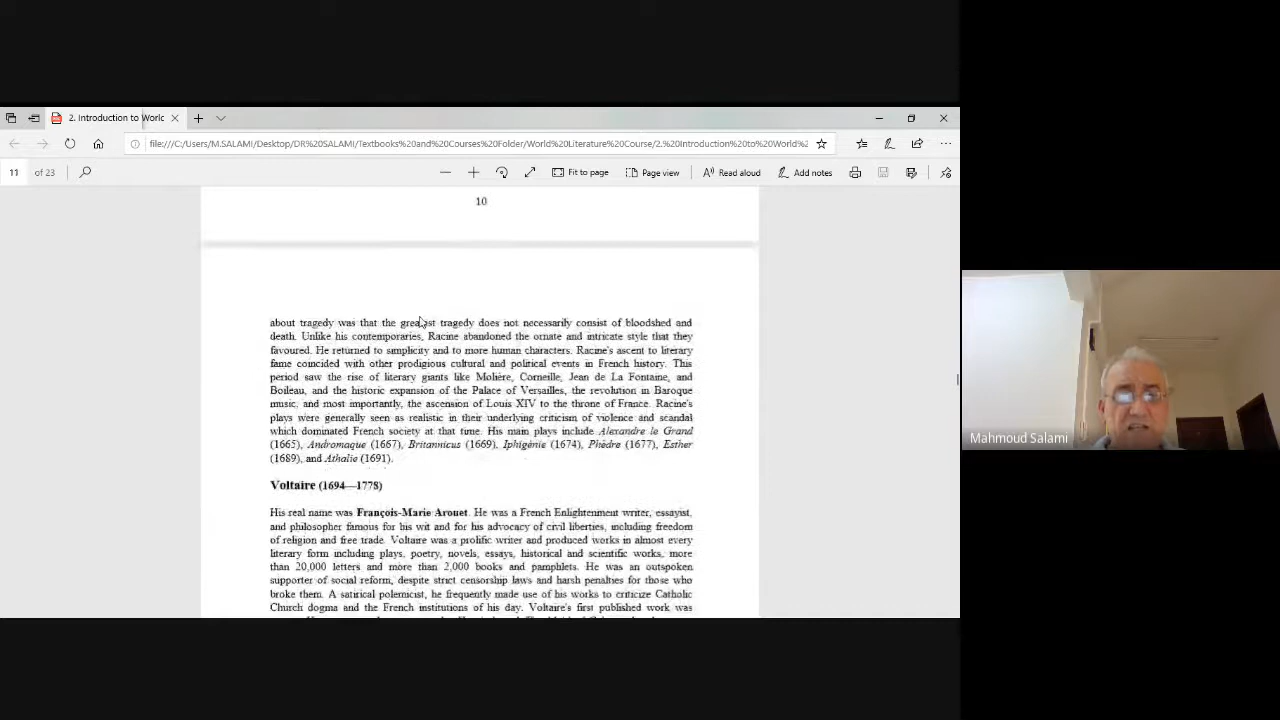 2. Introduction to World
file:///C:/Users/M.SALAMI/Desktop/DR%20SALAMI/Textbooks%20and%20Courses%20Folder/World%20Literature%20Course/2.%20Introduction%20to%20World%2
11 of 23 Fit to page Page view Read aloud Add notes
10
about tragedy was that the greatest tragedy does not necessarily consist of bloodshed and
death. Unlike his contemporaries, Racine abandoned the ornate and intricate style that they
favoured. He returned to simplicity and to more human characters. Racine's ascent to literary
fame coincided with other prodigious cultural and political events in French history. This
period saw the rise of literary giants like Molière, Corneille, Jean de La Fontaine, and
Boileau, and the historic expansion of the Palace of Versailles, the revolution in Baroque
music, and most importantly, the ascension of Louis XIV to the throne of France. Racine's
plays were generally seen as realistic in their underlying criticism of violence and scandal
which dominated French society at that time. His main plays include Alexandre le Grand
(1665), Andromaque (1667), Britannicus (1669), Iphigénie (1674), Phèdre (1677), Esther
(1689), and Athalie (1691).
Voltaire (1694—1778)
His real name was François-Marie Arouet. He was a French Enlightenment writer, essayist,
and philosopher famous for his wit and for his advocacy of civil liberties, including freedom
of religion and free trade. Voltaire was a prolific writer and produced works in almost every
literary form including plays, poetry, novels, essays, historical and scientific works, more
than 20,000 letters and more than 2,000 books and pamphlets. He was an outspoken
supporter of social reform, despite strict censorship laws and harsh penalties for those who
broke them. A satirical polemicist, he frequently made use of his works to criticize Catholic
Church dogma and the French institutions of his day. Voltaire's first published work was
Mahmoud Salami